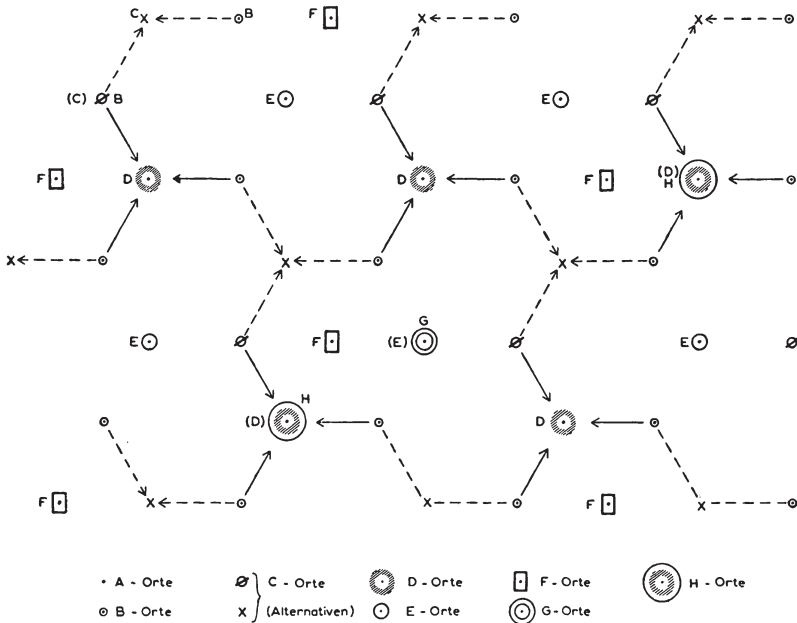 C B F
(C) B E E
F D D F (D)
H
E F (E) G E
(D) H D
F F
A - Orte C - Orte D - Orte F - Orte H - Orte
B - Orte (Alternativen) E - Orte G - Orte